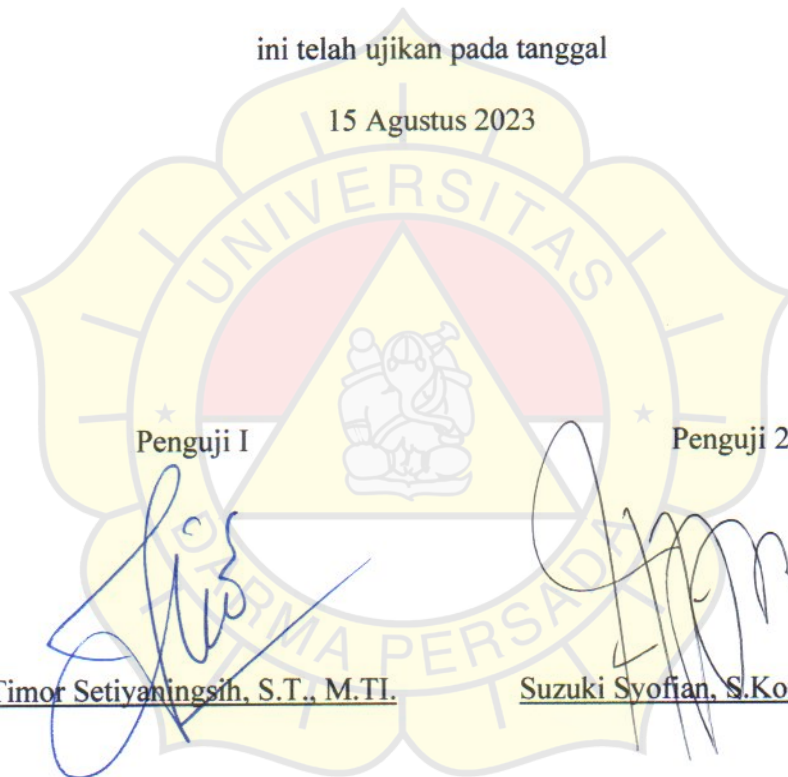 ini telah ujikan pada tanggal
15 Agustus 2023
UNIVERSITAS
Penguji I
Penguji 2
DARMA PERSADA
Timor Setiyaningsih, S.T., M.TI.
Suzuki Syofian, S.Ko